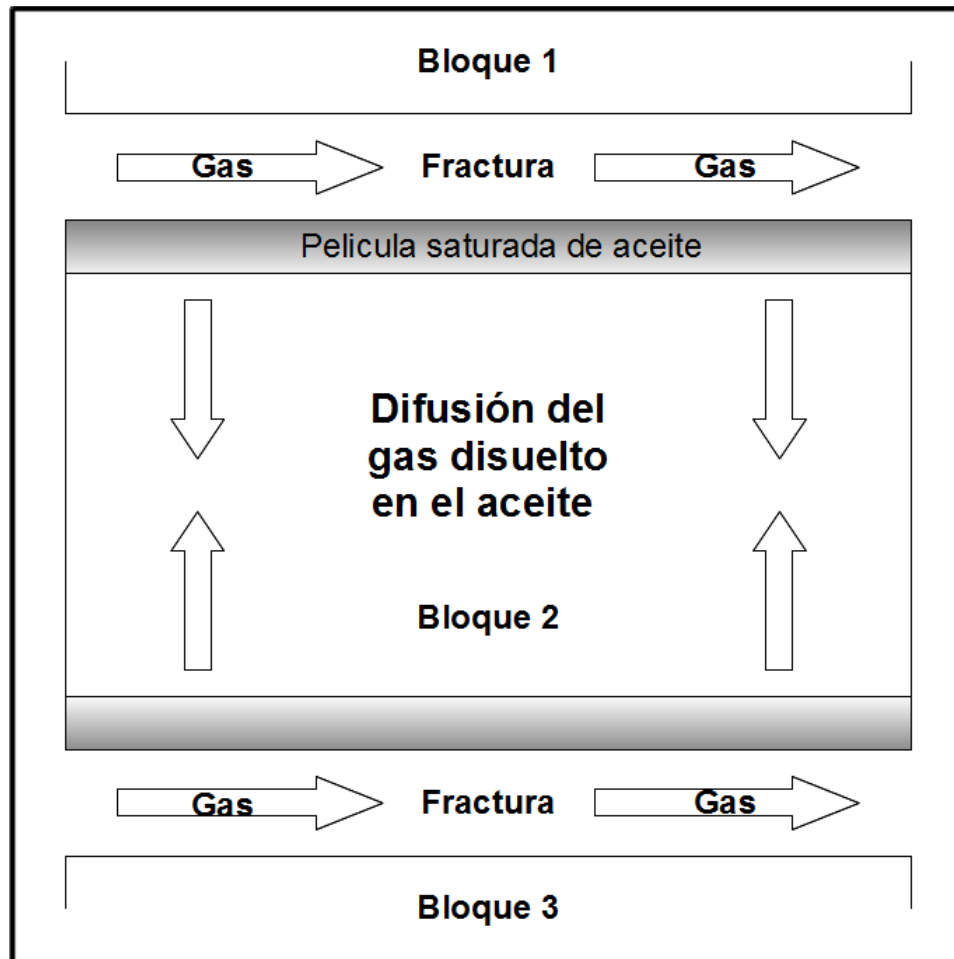 Bloque 1
Gas Fractura Gas
Pelicula saturada de aceite
Difusión del
gas disuelto
en el aceite
Bloque 2
Gas Fractura Gas
Bloque 3